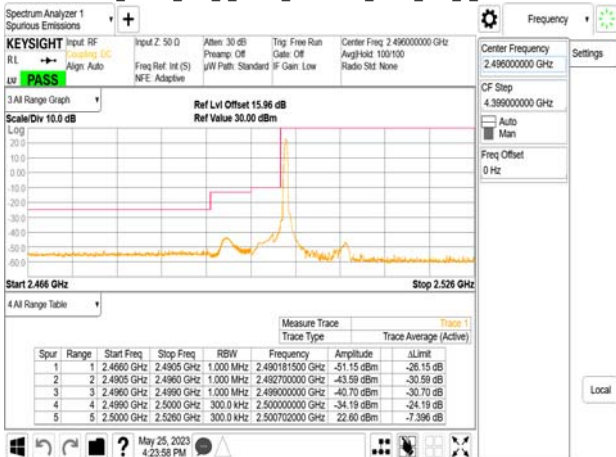 Spectrum Analyzer 1
Spurious Emissions
Frequency
KEYSIGHT
RL
LV
PASS
Input: RF
Coupling: DC
Align: Auto
Input Z: 50 Ω
Freq Ref: Int (S)
NFE: Adaptive
Atten: 30 dB
Preamp: Off
µW Path: Standard
Trig: Free Run
Gate: Off
IF Gain: Low
Center Freq: 2.496000000 GHz
Avg|Hold: 100/100
Radio Std: None
Center Frequency
2.496000000 GHz
Settings
CF Step
4.399000000 GHz
Auto
Man
Freq Offset
0 Hz
Local
3 All Range Graph
Scale/Div 10.0 dB
Ref Lvl Offset 15.96 dB
Ref Value 30.00 dBm
Log
20.0
10.0
0.00
-10.0
-20.0
-30.0
-40.0
-50.0
-60.0
Start 2.466 GHz
Stop 2.526 GHz
4 All Range Table
Measure Trace Trace 1
Trace Type Trace Average (Active)
Spur Range Start Freq Stop Freq RBW Frequency Amplitude ΔLimit
1 1 2.4660 GHz 2.4905 GHz 1.000 MHz 2.490181500 GHz -51.15 dBm -26.15 dB
2 2 2.4905 GHz 2.4960 GHz 1.000 MHz 2.492700000 GHz -43.59 dBm -30.59 dB
3 3 2.4960 GHz 2.4990 GHz 1.000 MHz 2.499000000 GHz -40.70 dBm -30.70 dB
4 4 2.4990 GHz 2.5000 GHz 300.0 kHz 2.500000000 GHz -34.19 dBm -24.19 dB
5 5 2.5000 GHz 2.5260 GHz 300.0 kHz 2.500702000 GHz 22.60 dBm -7.396 dB
?
May 25, 2023
4:23:58 PM